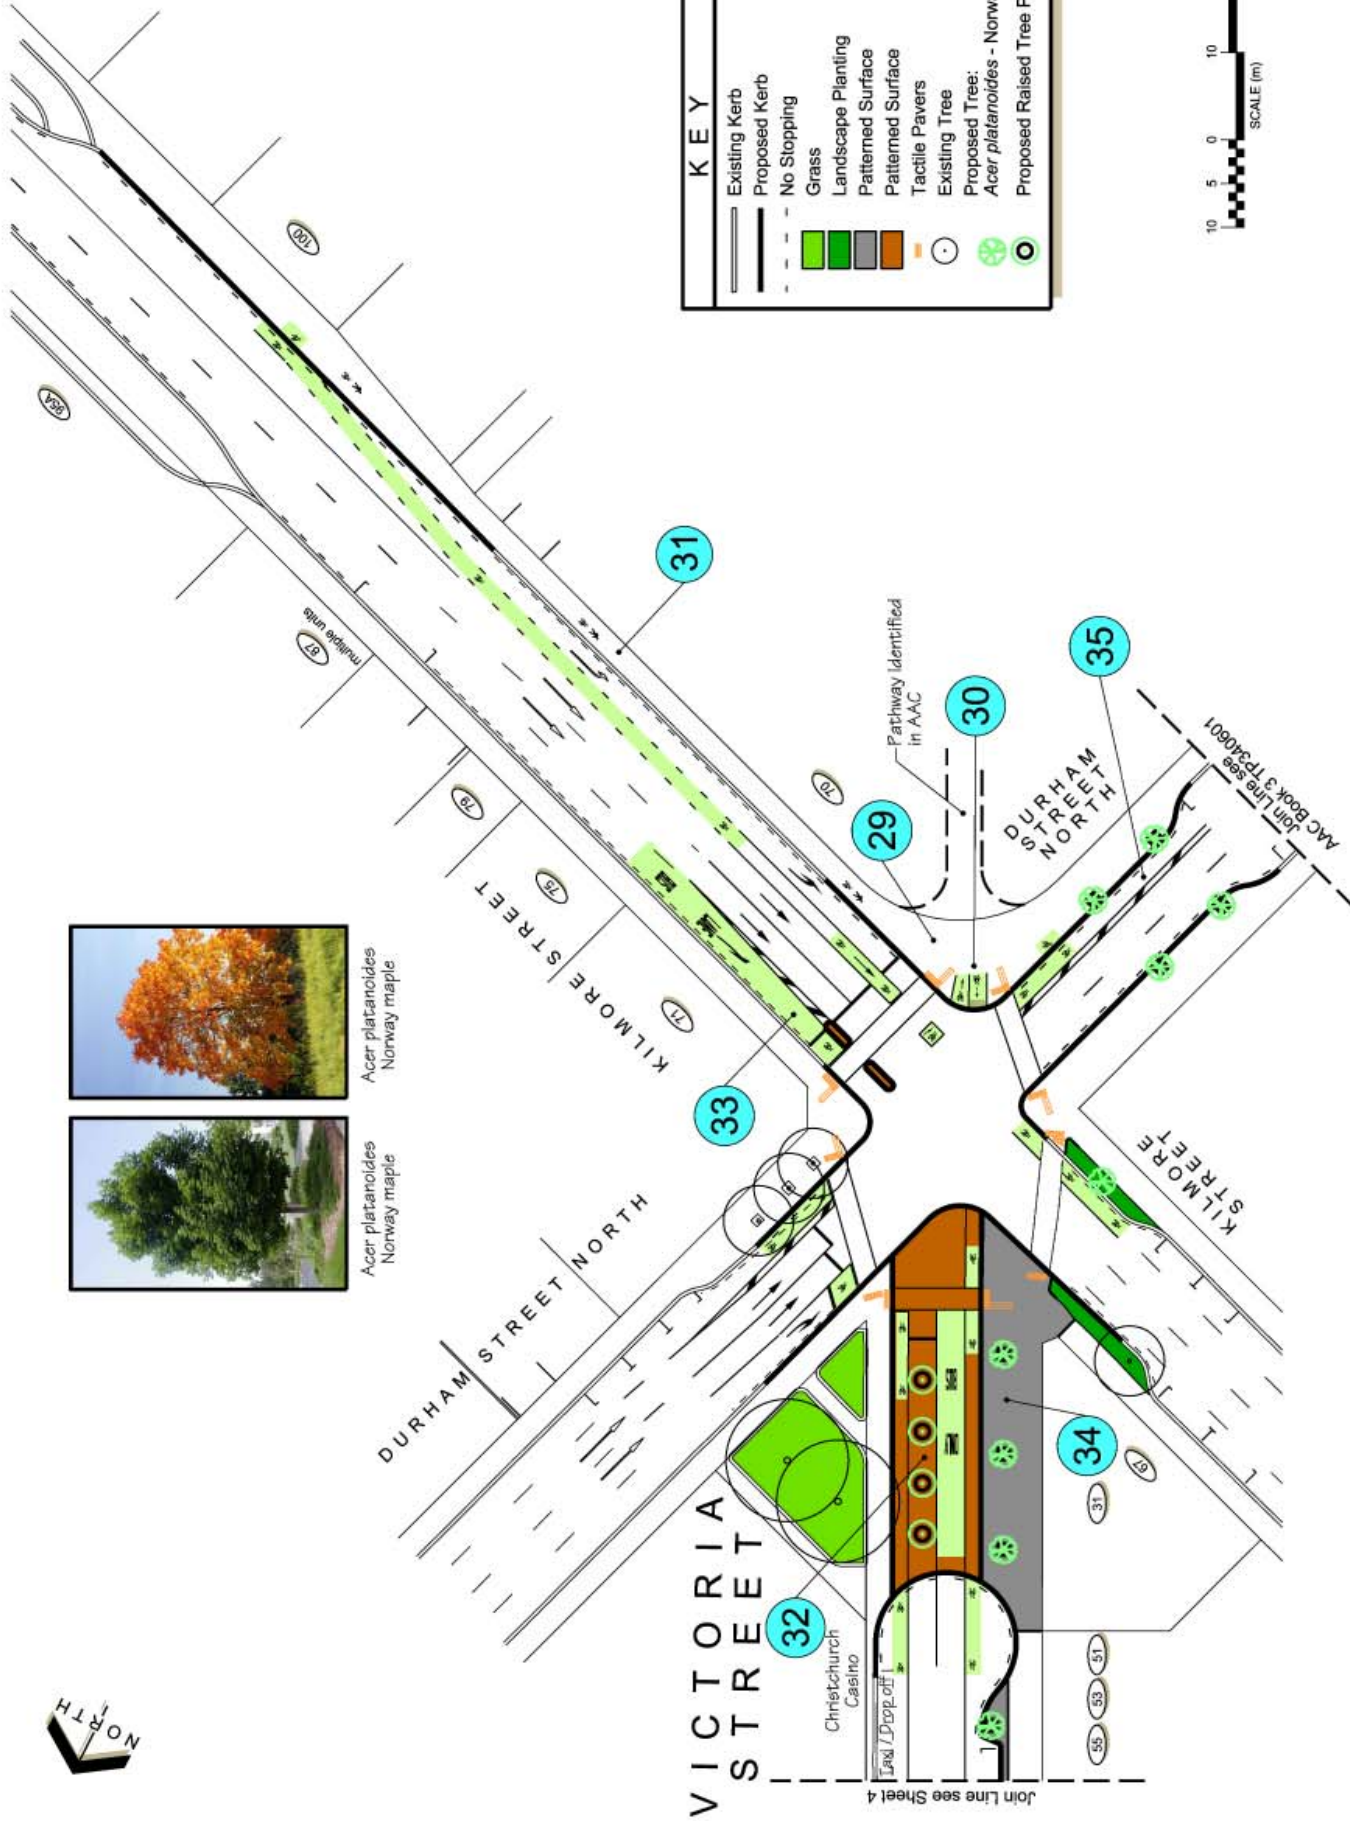 NORTH
VICTORIA
STREET
Christchurch
Casino
Taxi / Drop off
Join Line see Sheet 4
55
53
51
31
67
32
34
DURHAM STREET NORTH
Acer platanoides
Norway maple
Acer platanoides
Norway maple
KILMORE STREET
33
71
75
79
87
multiple units
95A
100
31
70
29
30
35
Pathway Identified
in AAC
DURHAM
STREET
NORTH
KILMORE
STREET
Join Line see
AAC Book 3 TP340601
KEY
Existing Kerb
Proposed Kerb
No Stopping
Grass
Landscape Planting
Patterned Surface
Patterned Surface
Tactile Pavers
Existing Tree
Proposed Tree:
Acer platanoides - Norw
Proposed Raised Tree
10 5 0 10
SCALE (m)